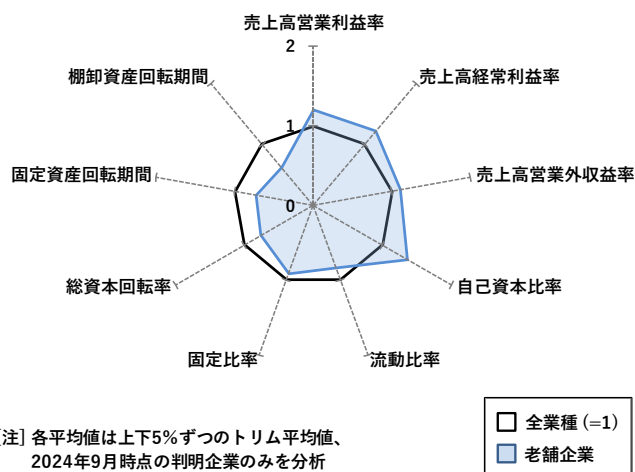 売上高営業利益率
2
棚卸資産回転期間
売上高経常利益率
1
固定資産回転期間
売上高営業外収益率
0
総資本回転率
自己資本比率
固定比率
流動比率
[注] 各平均値は上下5%ずつのトリム平均値、
2024年9月時点の判明企業のみを分析
全業種 (=1)
老舗企業